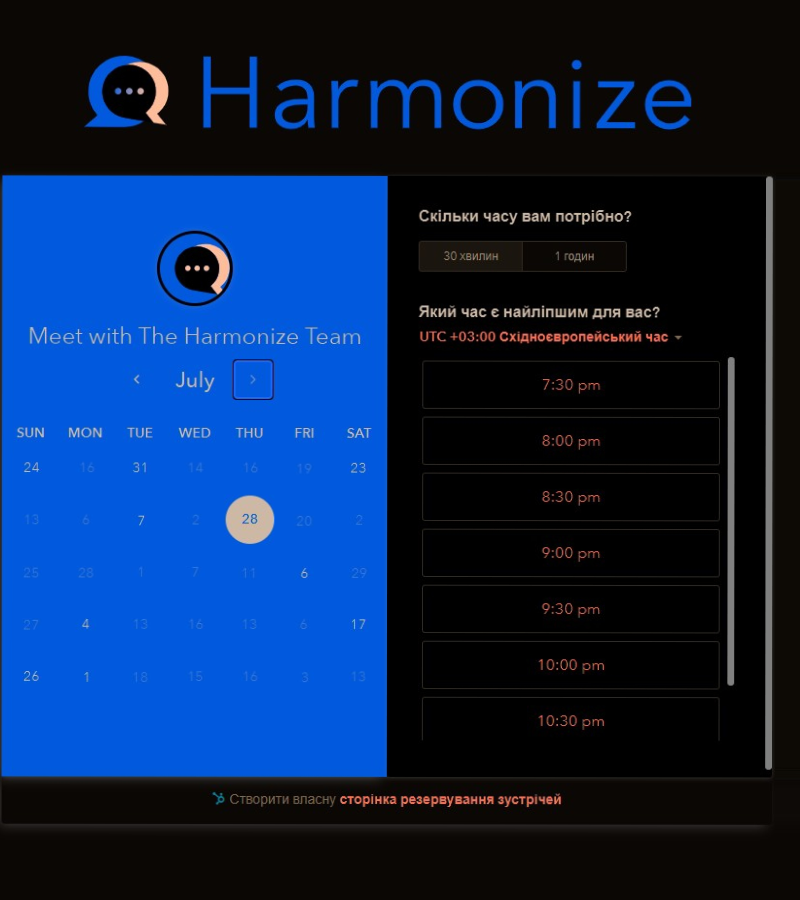 Harmonize
Meet with The Harmonize Team
July
SUN MON TUE WED THU FRI SAT
24 16 31 14 16 19 23
13 6 7 2 28 20 2
25 28 1 7 11 6 29
27 4 13 16 13 6 17
26 1 18 15 16 3 13
Скільки часу вам потрібно?
30 хвилин 1 годин
Який час є найліпшим для вас?
UTC +03:00 Східноєвропейський час
7:30 pm
8:00 pm
8:30 pm
9:00 pm
9:30 pm
10:00 pm
10:30 pm
Створити власну сторінка резервування зустрічей